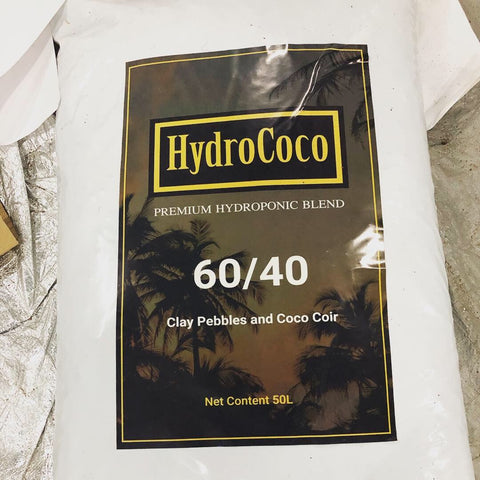 HydroCoco
PREMIUM HYDROPONIC BLEND
60/40
Clay Pebbles and Coco Coir
Net Content 50L